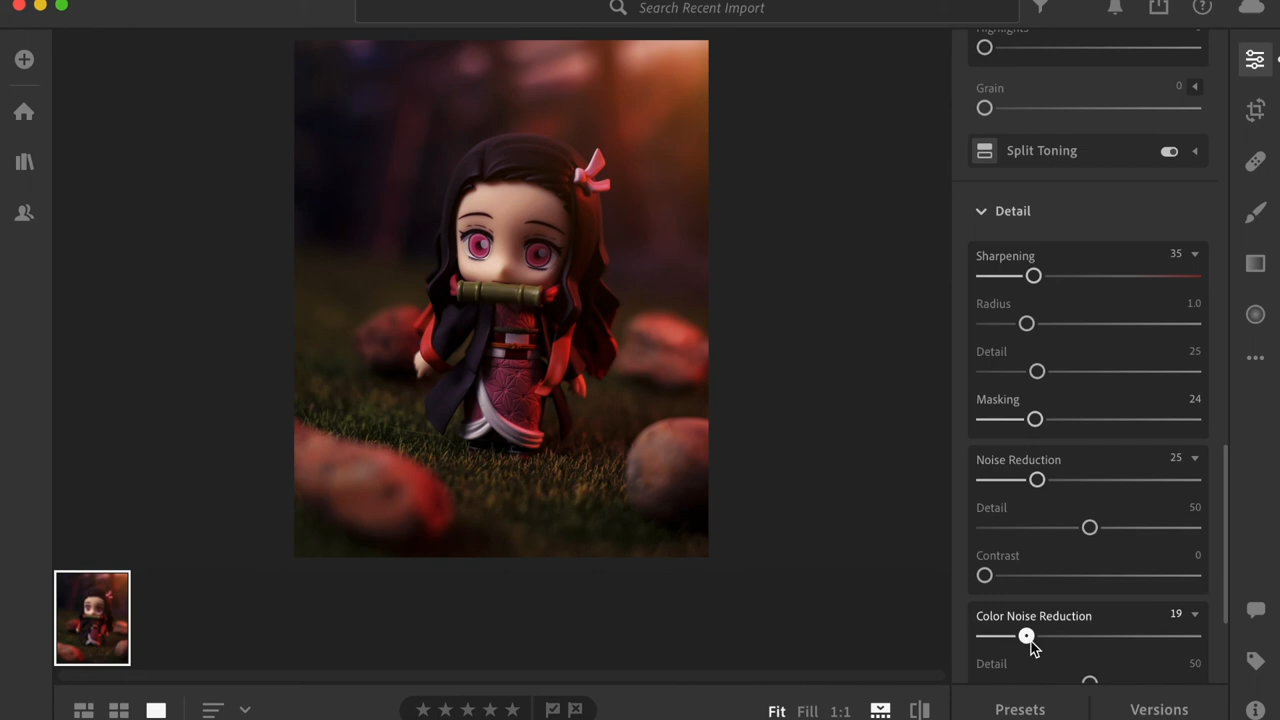 Search Recent Import
Highlights
Grain 0
Split Toning
Detail
Sharpening 35
Radius 1.0
Detail 25
Masking 24
Noise Reduction 25
Detail 50
Contrast 0
Color Noise Reduction 19
Detail 50
Fit Fill 1:1
Presets Versions